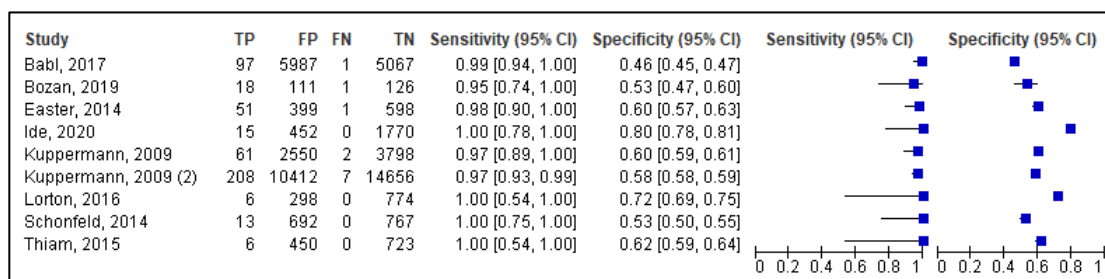 Study TP FP FN TN Sensitivity (95% CI) Specificity (95% CI) Sensitivity (95% CI) Specificity (95% CI)
Babl, 2017 97 5987 1 5067 0.99 [0.94, 1.00] 0.46 [0.45, 0.47]
Bozan, 2019 18 111 1 126 0.95 [0.74, 1.00] 0.53 [0.47, 0.60]
Easter, 2014 51 399 1 598 0.98 [0.90, 1.00] 0.60 [0.57, 0.63]
Ide, 2020 15 452 0 1770 1.00 [0.78, 1.00] 0.80 [0.78, 0.81]
Kuppermann, 2009 61 2550 2 3798 0.97 [0.89, 1.00] 0.60 [0.59, 0.61]
Kuppermann, 2009 (2) 208 10412 7 14656 0.97 [0.93, 0.99] 0.58 [0.58, 0.59]
Lorton, 2016 6 298 0 774 1.00 [0.54, 1.00] 0.72 [0.69, 0.75]
Schonfeld, 2014 13 692 0 767 1.00 [0.75, 1.00] 0.53 [0.50, 0.55]
Thiam, 2015 6 450 0 723 1.00 [0.54, 1.00] 0.62 [0.59, 0.64]
0 0.2 0.4 0.6 0.8 1 0 0.2 0.4 0.6 0.8 1